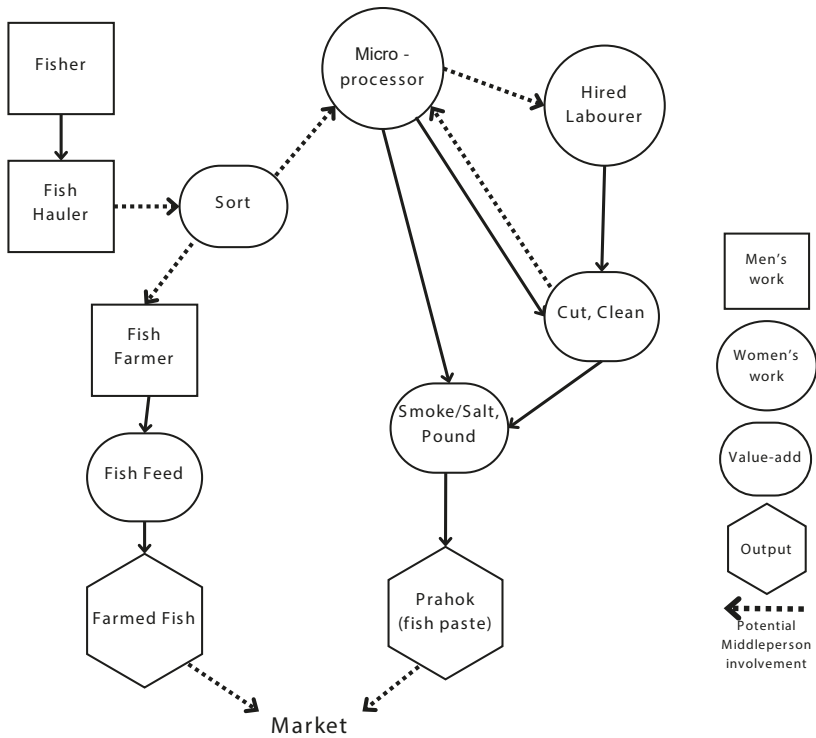 Fisher
Micro -
processor
Hired
Labourer
Fish
Hauler
Sort
Men's
work
Fish
Farmer
Cut, Clean
Women's
work
Smoke/Salt,
Pound
Fish Feed
Value-add
Output
Farmed Fish
Prahok
(fish paste)
Potential
Middleperson
involvement
Market